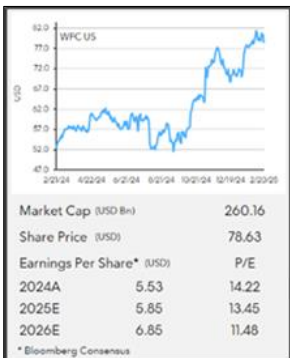 82.0
WFC US
77.0
72.0
67.0
USD
62.0
57.0
52.0
47.0
2/21/24 4/22/24 6/21/24 8/21/24 10/21/24 12/19/24 2/20/25
Market Cap (USD Bn) 260.16
Share Price (USD) 78.63
Earnings Per Share* (USD) P/E
2024A 5.53 14.22
2025E 5.85 13.45
2026E 6.85 11.48
* Bloomberg Consensus